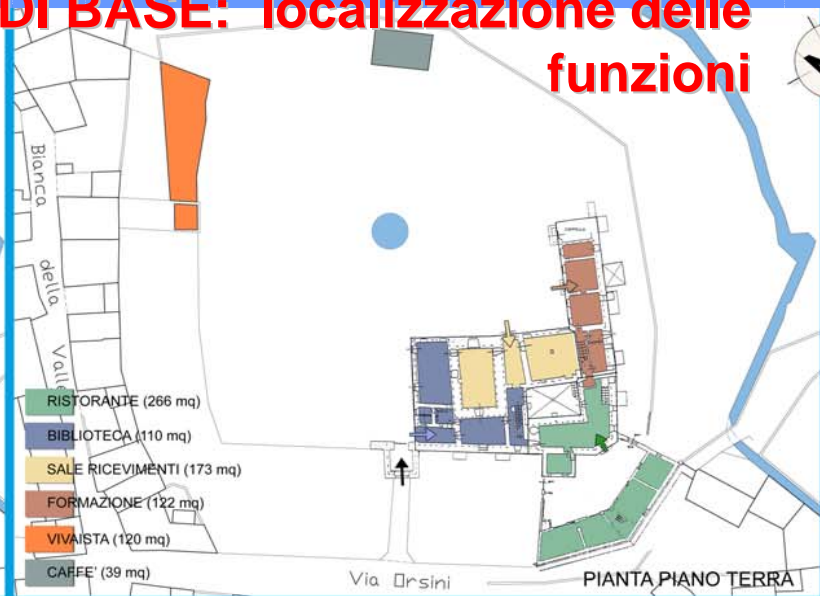 DI BASE: localizzazione delle
funzioni
Bianca
della
Valle
CAPPELLA
RISTORANTE (266 mq)
BIBLIOTECA (110 mq)
SALE RICEVIMENTI (173 mq)
FORMAZIONE (122 mq)
VIVAISTA (120 mq)
CAFFE' (39 mq)
Via Orsini
PIANTA PIANO TERRA